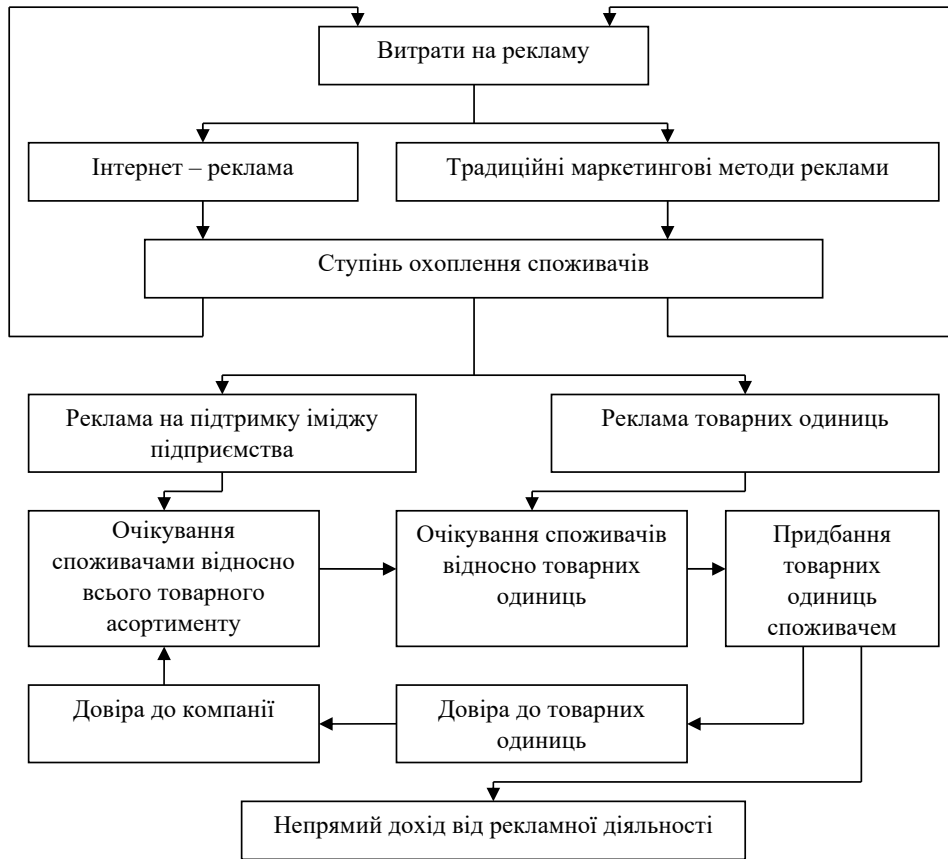 Витрати на рекламу
Інтернет – реклама
Традиційні маркетингові методи реклами
Ступінь охоплення споживачів
Реклама на підтримку іміджу
підприємства
Реклама товарних одиниць
Очікування
споживачами відносно
всього товарного
асортименту
Очікування споживачів
відносно товарних
одиниць
Придбання
товарних
одиниць
споживачем
Довіра до компанії
Довіра до товарних
одиниць
Непрямий дохід від рекламної діяльності